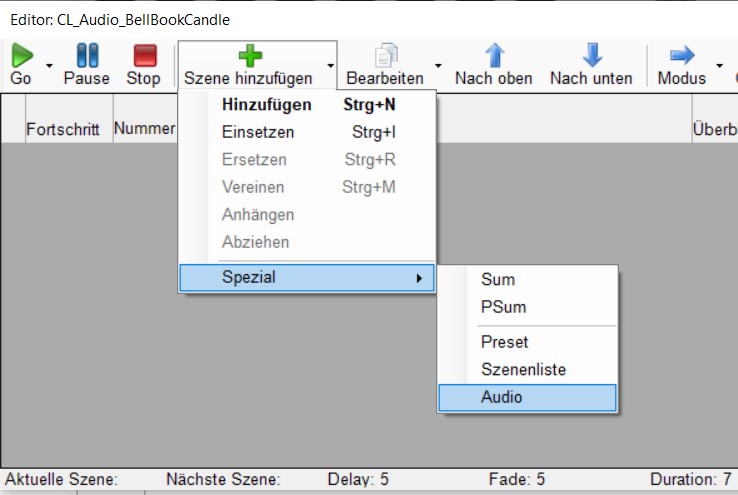 Editor: CL_Audio_BellBookCandle
Go Pause Stop Szene hinzufügen Bearbeiten Nach oben Nach unten Modus
Fortschritt Nummer Überb
Hinzufügen Strg+N
Einsetzen Strg+I
Ersetzen Strg+R
Vereinen Strg+M
Anhängen
Abziehen
Spezial
Sum
PSum
Preset
Szenenliste
Audio
Aktuelle Szene: Nächste Szene: Delay: 5 Fade: 5 Duration: 7